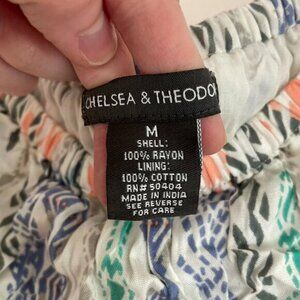 CHELSEA & THEODO
M
SHELL:
100% RAYON
LINING:
100% COTTON
RN# 50404
MADE IN INDIA
SEE REVERSE
FOR CARE